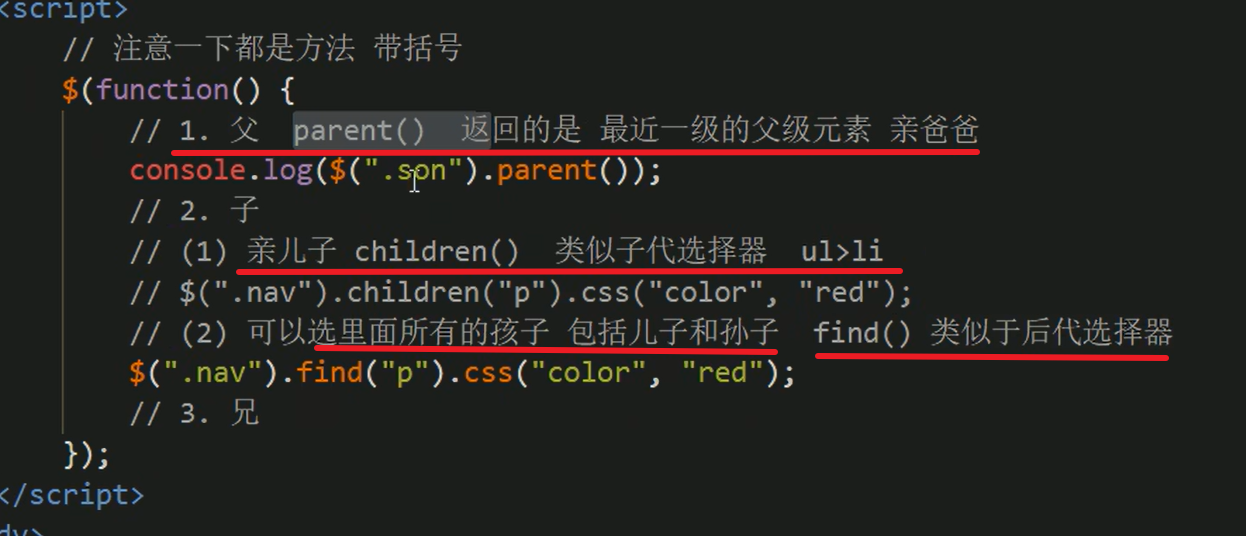 <script>
// 注意一下都是方法 带括号
$(function() {
// 1. 父 parent() 返回的是 最近一级的父级元素 亲爸爸
console.log($(".son").parent());
// 2. 子
// (1) 亲儿子 children() 类似子代选择器 ul>li
// $(".nav").children("p").css("color", "red");
// (2) 可以选里面所有的孩子 包括儿子和孙子 find() 类似于后代选择器
$(".nav").find("p").css("color", "red");
// 3. 兄
});
</script>
dy>